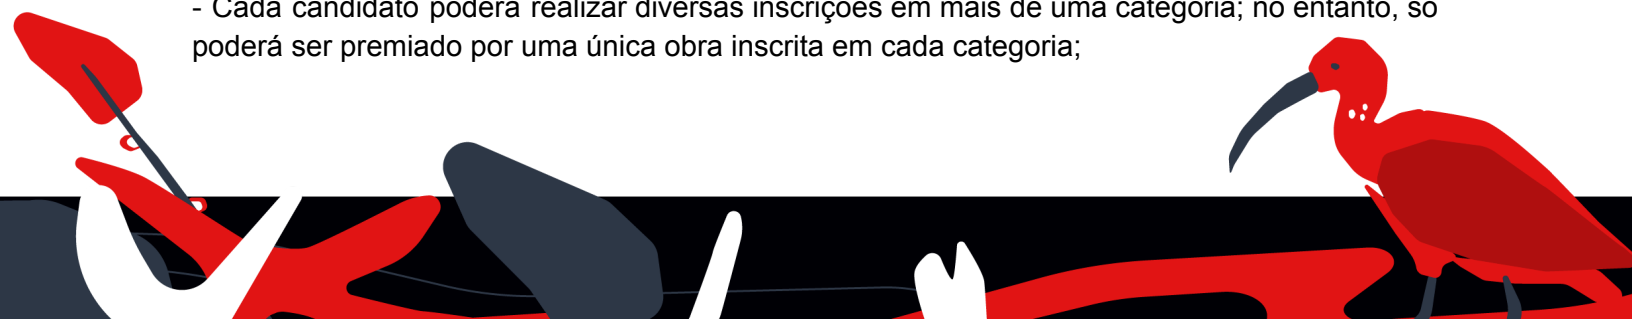 - Cada candidato poderá realizar diversas inscrições em mais de uma categoria; no entanto, só
poderá ser premiado por uma única obra inscrita em cada categoria;